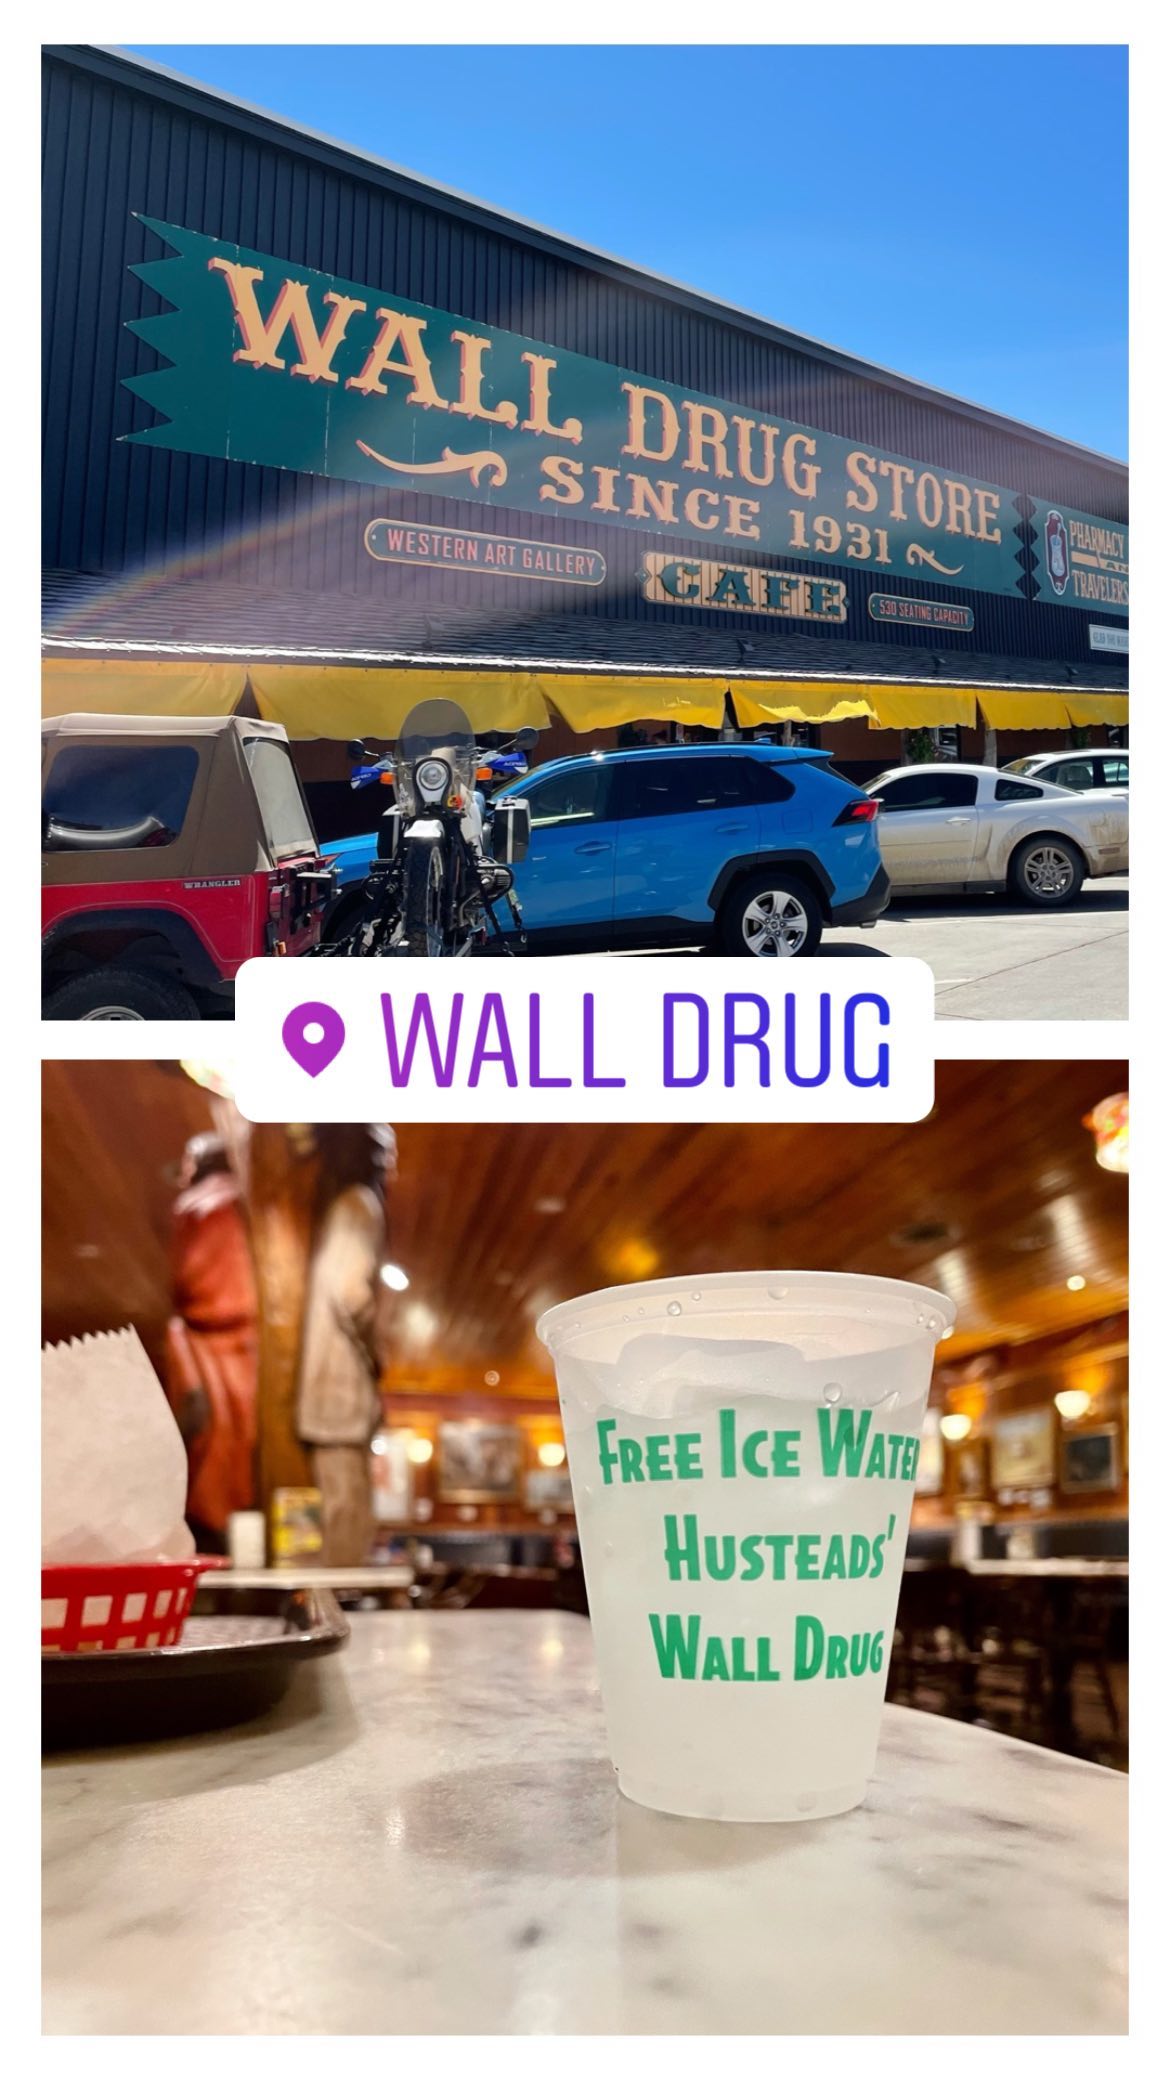 WALL DRUG STORE
SINCE 1931
PHARMACY
AN
TRAVELERS
WESTERN ART GALLERY
CAFE
530 SEATING CAPACITY
WRANGLER
WALL DRUG
FREE ICE WATER
HUSTEADS'
WALL DRUG